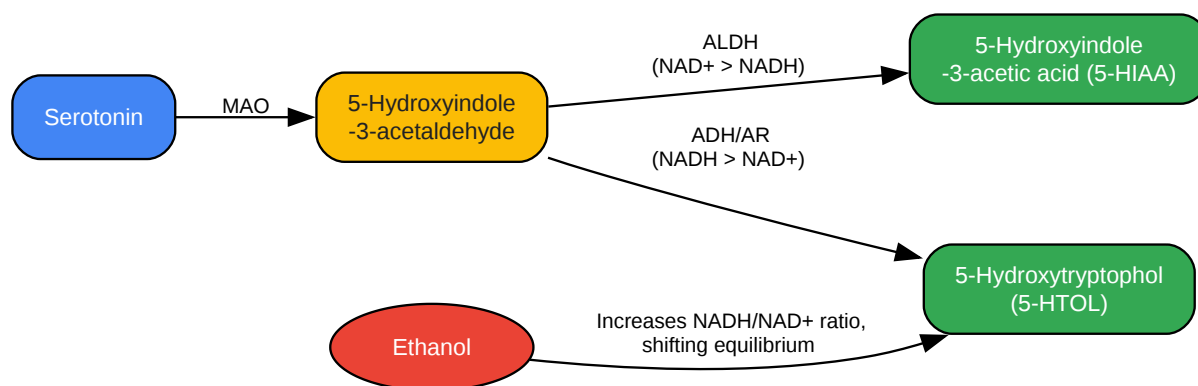 Serotonin
MAO
5-Hydroxyindole
-3-acetaldehyde
ALDH
(NAD+ > NADH)
5-Hydroxyindole
-3-acetic acid (5-HIAA)
ADH/AR
(NADH > NAD+)
5-Hydroxytryptophol
(5-HTOL)
Ethanol
Increases NADH/NAD+ ratio,
shifting equilibrium